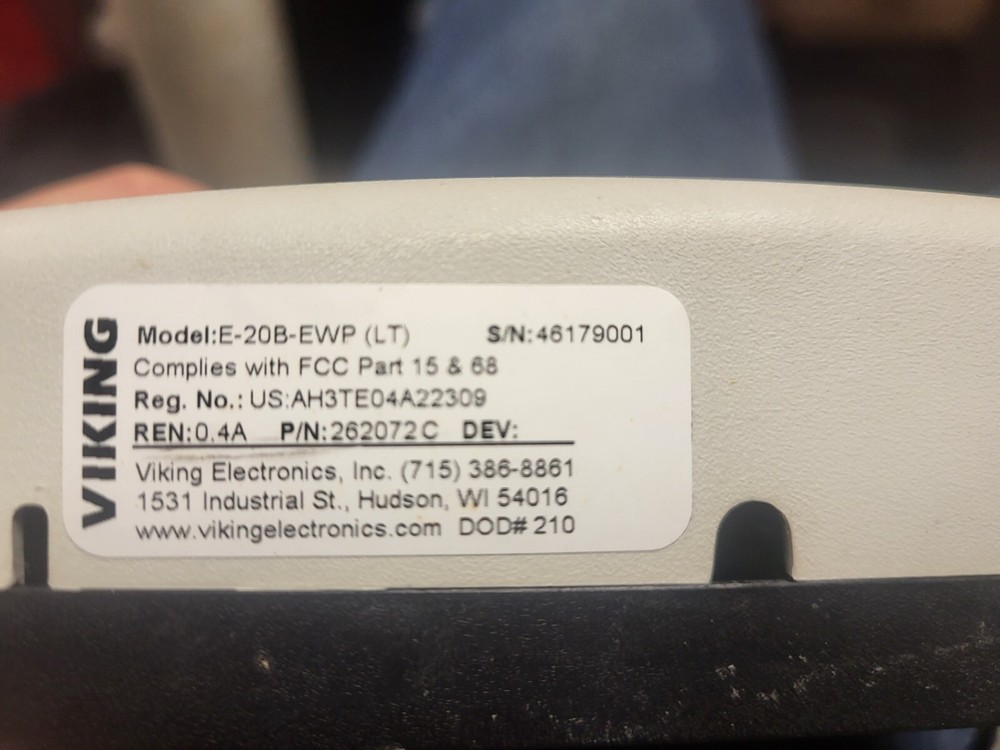 VIKING
Model:E-20B-EWP (LT) S/N:46179001
Complies with FCC Part 15 & 68
Reg. No.: US:AH3TE04A22309
REN:0.4A P/N:262072C DEV:
Viking Electronics, Inc. (715) 386-8861
1531 Industrial St., Hudson, WI 54016
www.vikingelectronics.com DOD# 210